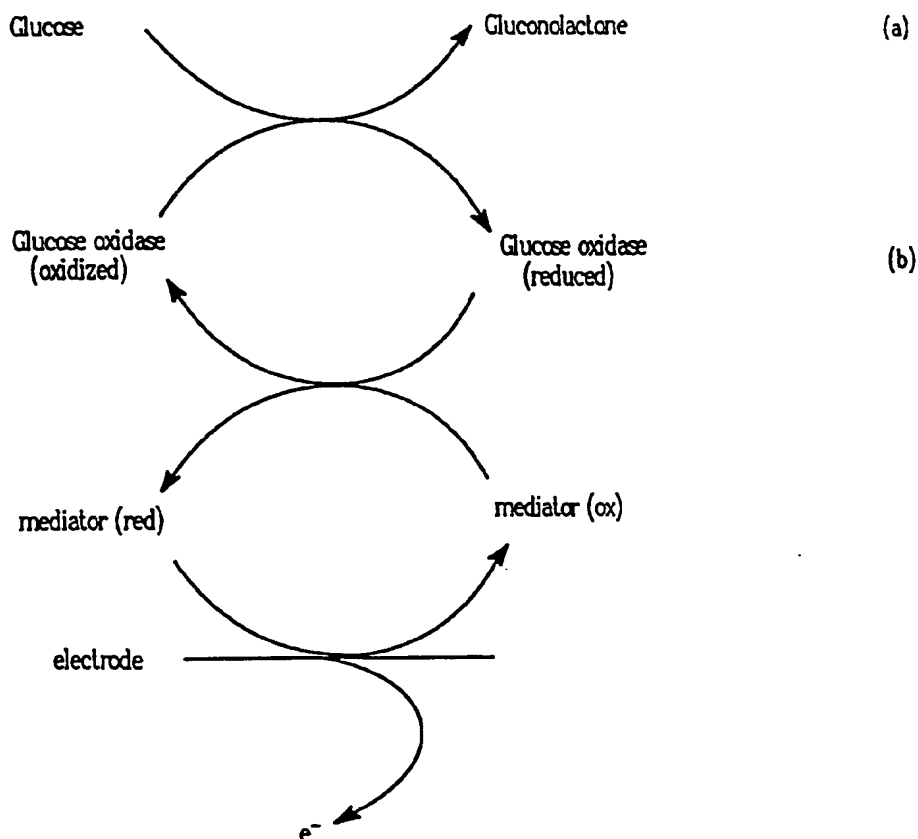 Glucose
Gluconolactone
(a)
Glucose oxidase
(oxidized)
Glucose oxidase
(reduced)
(b)
mediator (red)
mediator (ox)
electrode
e⁻